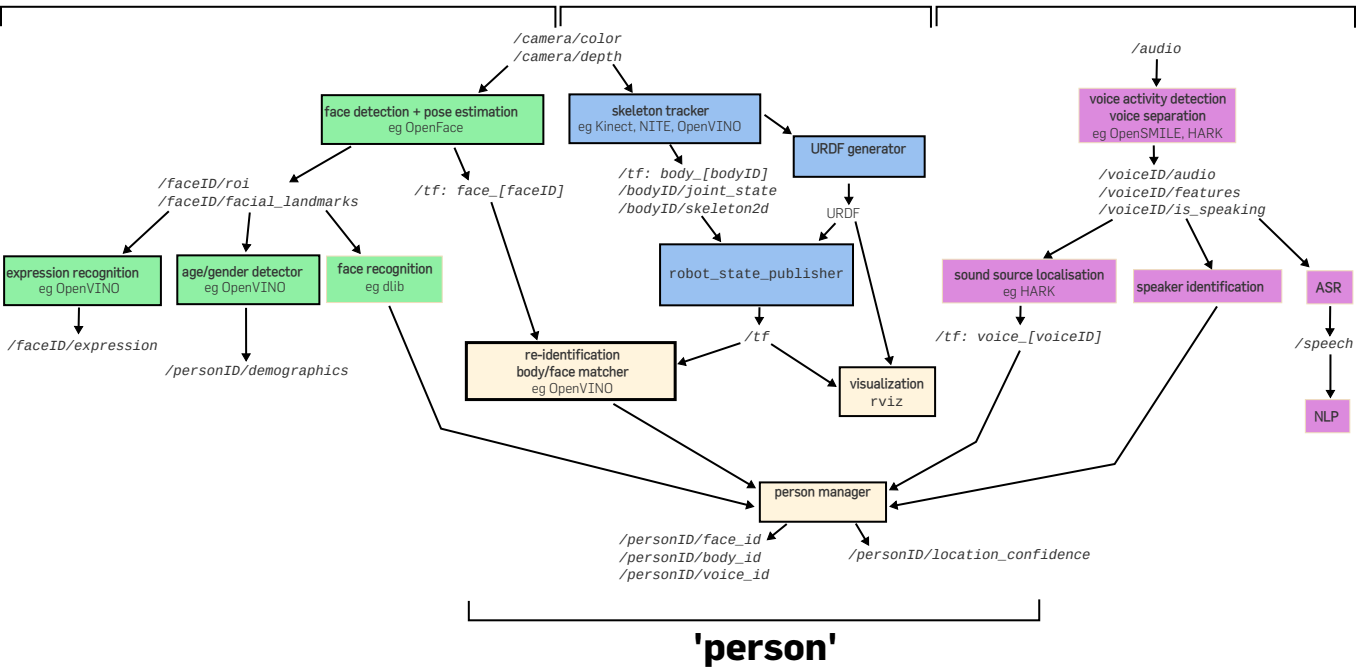 /camera/color
/camera/depth
/audio
face detection + pose estimation
eg OpenFace
skeleton tracker
eg Kinect, NITE, OpenVINO
URDF generator
voice activity detection
voice separation
eg OpenSMILE, HARK
/faceID/roi
/faceID/facial_landmarks
/tf: face_[faceID]
/tf: body_[bodyID]
/bodyID/joint_state
/bodyID/skeleton2d
URDF
/voiceID/audio
/voiceID/features
/voiceID/is_speaking
expression recognition
eg OpenVINO
age/gender detector
eg OpenVINO
face recognition
eg dlib
robot_state_publisher
sound source localisation
eg HARK
speaker identification
ASR
/faceID/expression
/personID/demographics
/tf
/tf: voice_[voiceID]
/speech
re-identification
body/face matcher
eg OpenVINO
visualization
rviz
NLP
person manager
/personID/face_id
/personID/body_id
/personID/voice_id
/personID/location_confidence
'person'